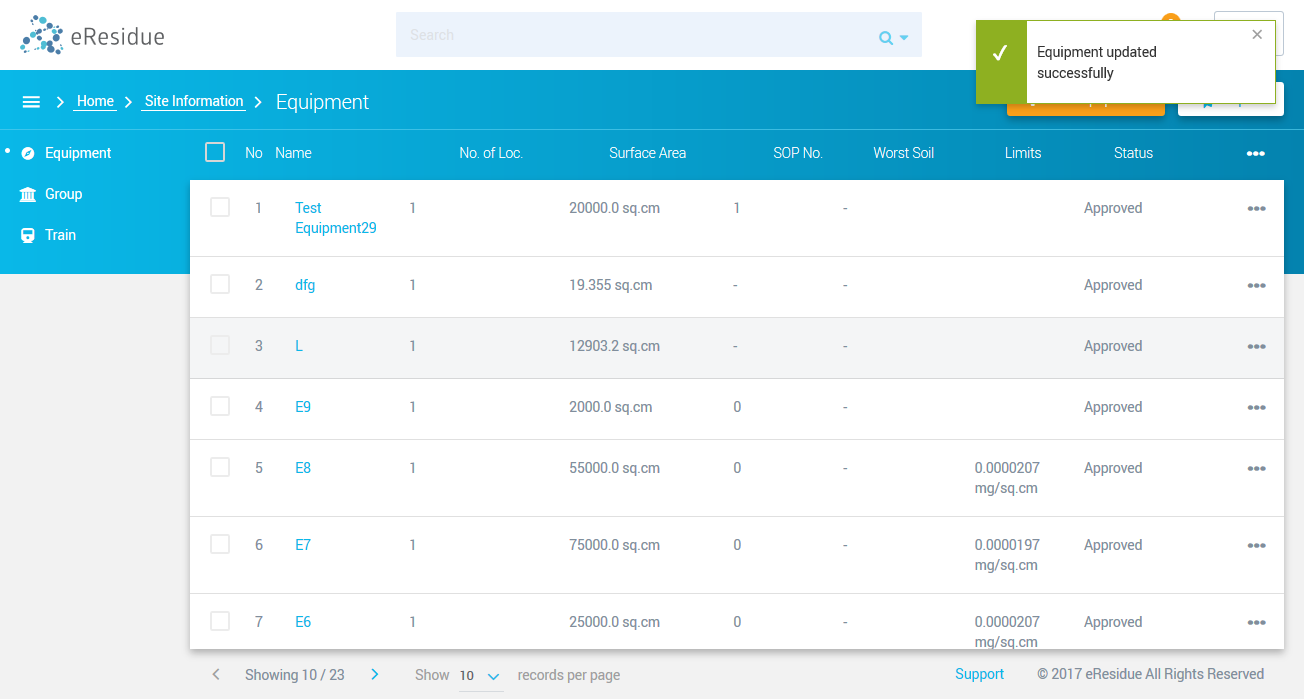 eResidue
Search
Equipment updated
successfully
Home
Site Information
Equipment
Equipment
Group
Train
No Name No. of Loc. Surface Area SOP No. Worst Soil Limits Status
1 Test 1 20000.0 sq.cm 1 - Approved
Equipment29
2 dfg 1 19.355 sq.cm - - Approved
3 L 1 12903.2 sq.cm - - Approved
4 E9 1 2000.0 sq.cm 0 - Approved
5 E8 1 55000.0 sq.cm 0 - 0.0000207 Approved
mg/sq.cm
6 E7 1 75000.0 sq.cm 0 - 0.0000197 Approved
mg/sq.cm
7 E6 1 25000.0 sq.cm 0 - 0.0000207 Approved
mg/sq.cm
Showing 10 / 23 Show 10 records per page Support © 2017 eResidue All Rights Reserved